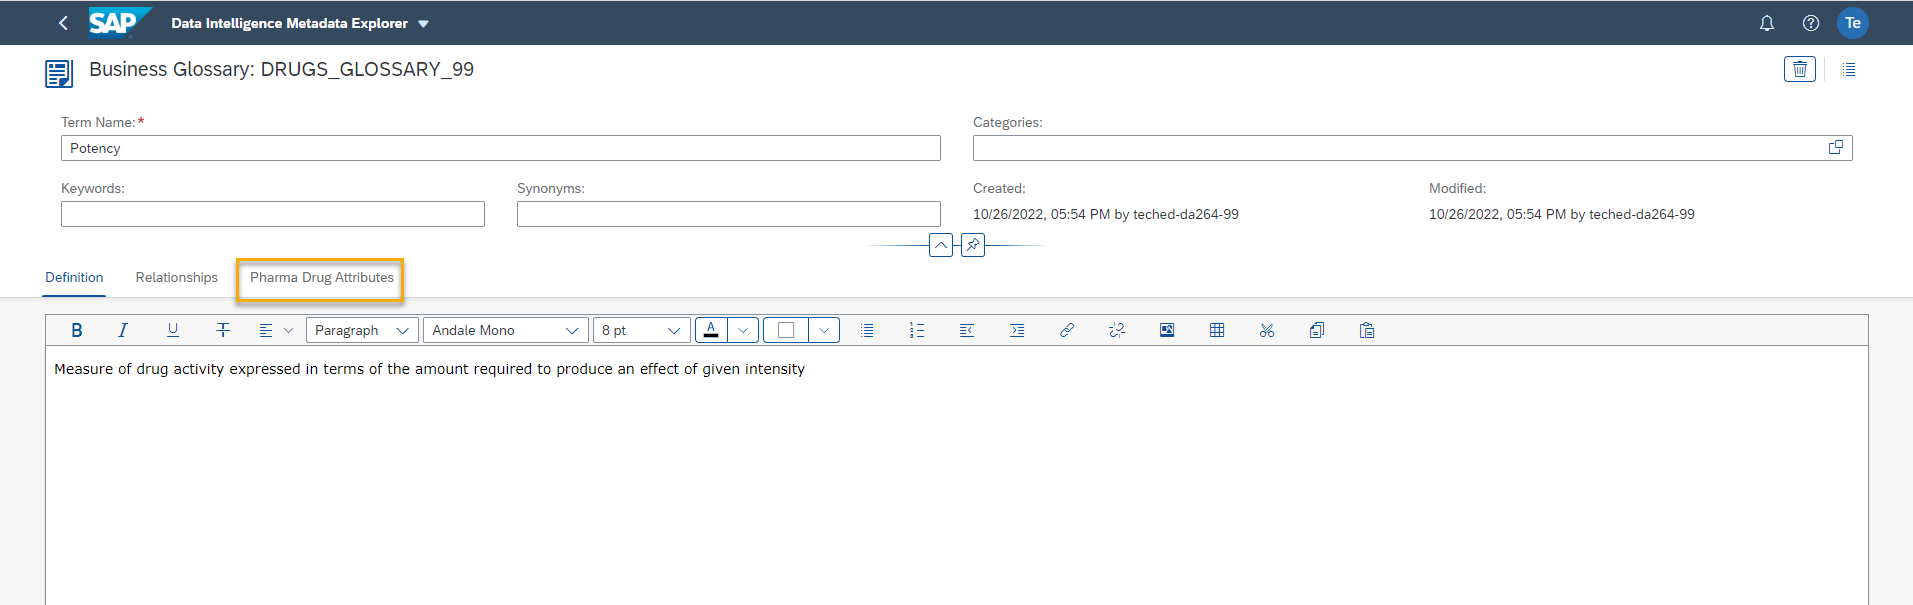 SAP Data Intelligence Metadata Explorer Te
Business Glossary: DRUGS_GLOSSARY_99
Term Name:* Categories:
Potency
Keywords: Synonyms: Created: Modified:
10/26/2022, 05:54 PM by teched-da264-99 10/26/2022, 05:54 PM by teched-da264-99
Definition Relationships Pharma Drug Attributes
B I U T Paragraph Andale Mono 8 pt A
Measure of drug activity expressed in terms of the amount required to produce an effect of given intensity